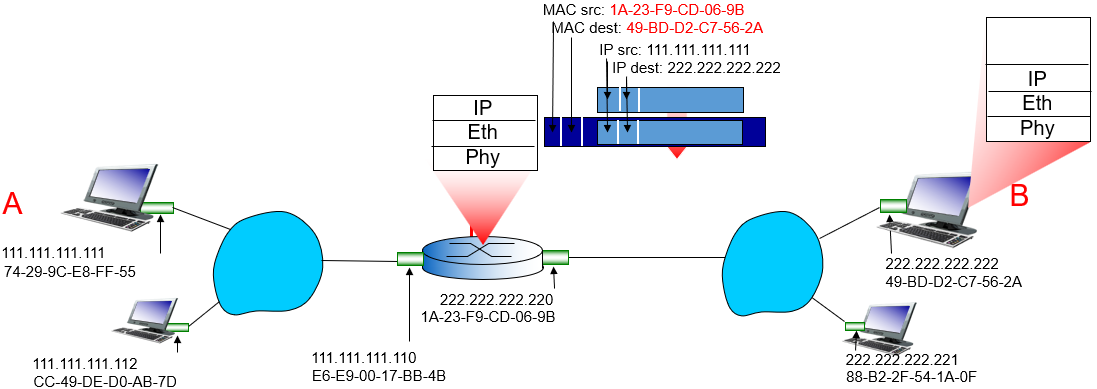 MAC src: 1A-23-F9-CD-06-9B
MAC dest: 49-BD-D2-C7-56-2A
IP src: 111.111.111.111
IP dest: 222.222.222.222
IP
Eth
Phy
IP
Eth
Phy
A
B
111.111.111.111
74-29-9C-E8-FF-55
222.222.222.222
49-BD-D2-C7-56-2A
222.222.222.220
1A-23-F9-CD-06-9B
111.111.111.112
CC-49-DE-D0-AB-7D
111.111.111.110
E6-E9-00-17-BB-4B
222.222.222.221
88-B2-2F-54-1A-0F